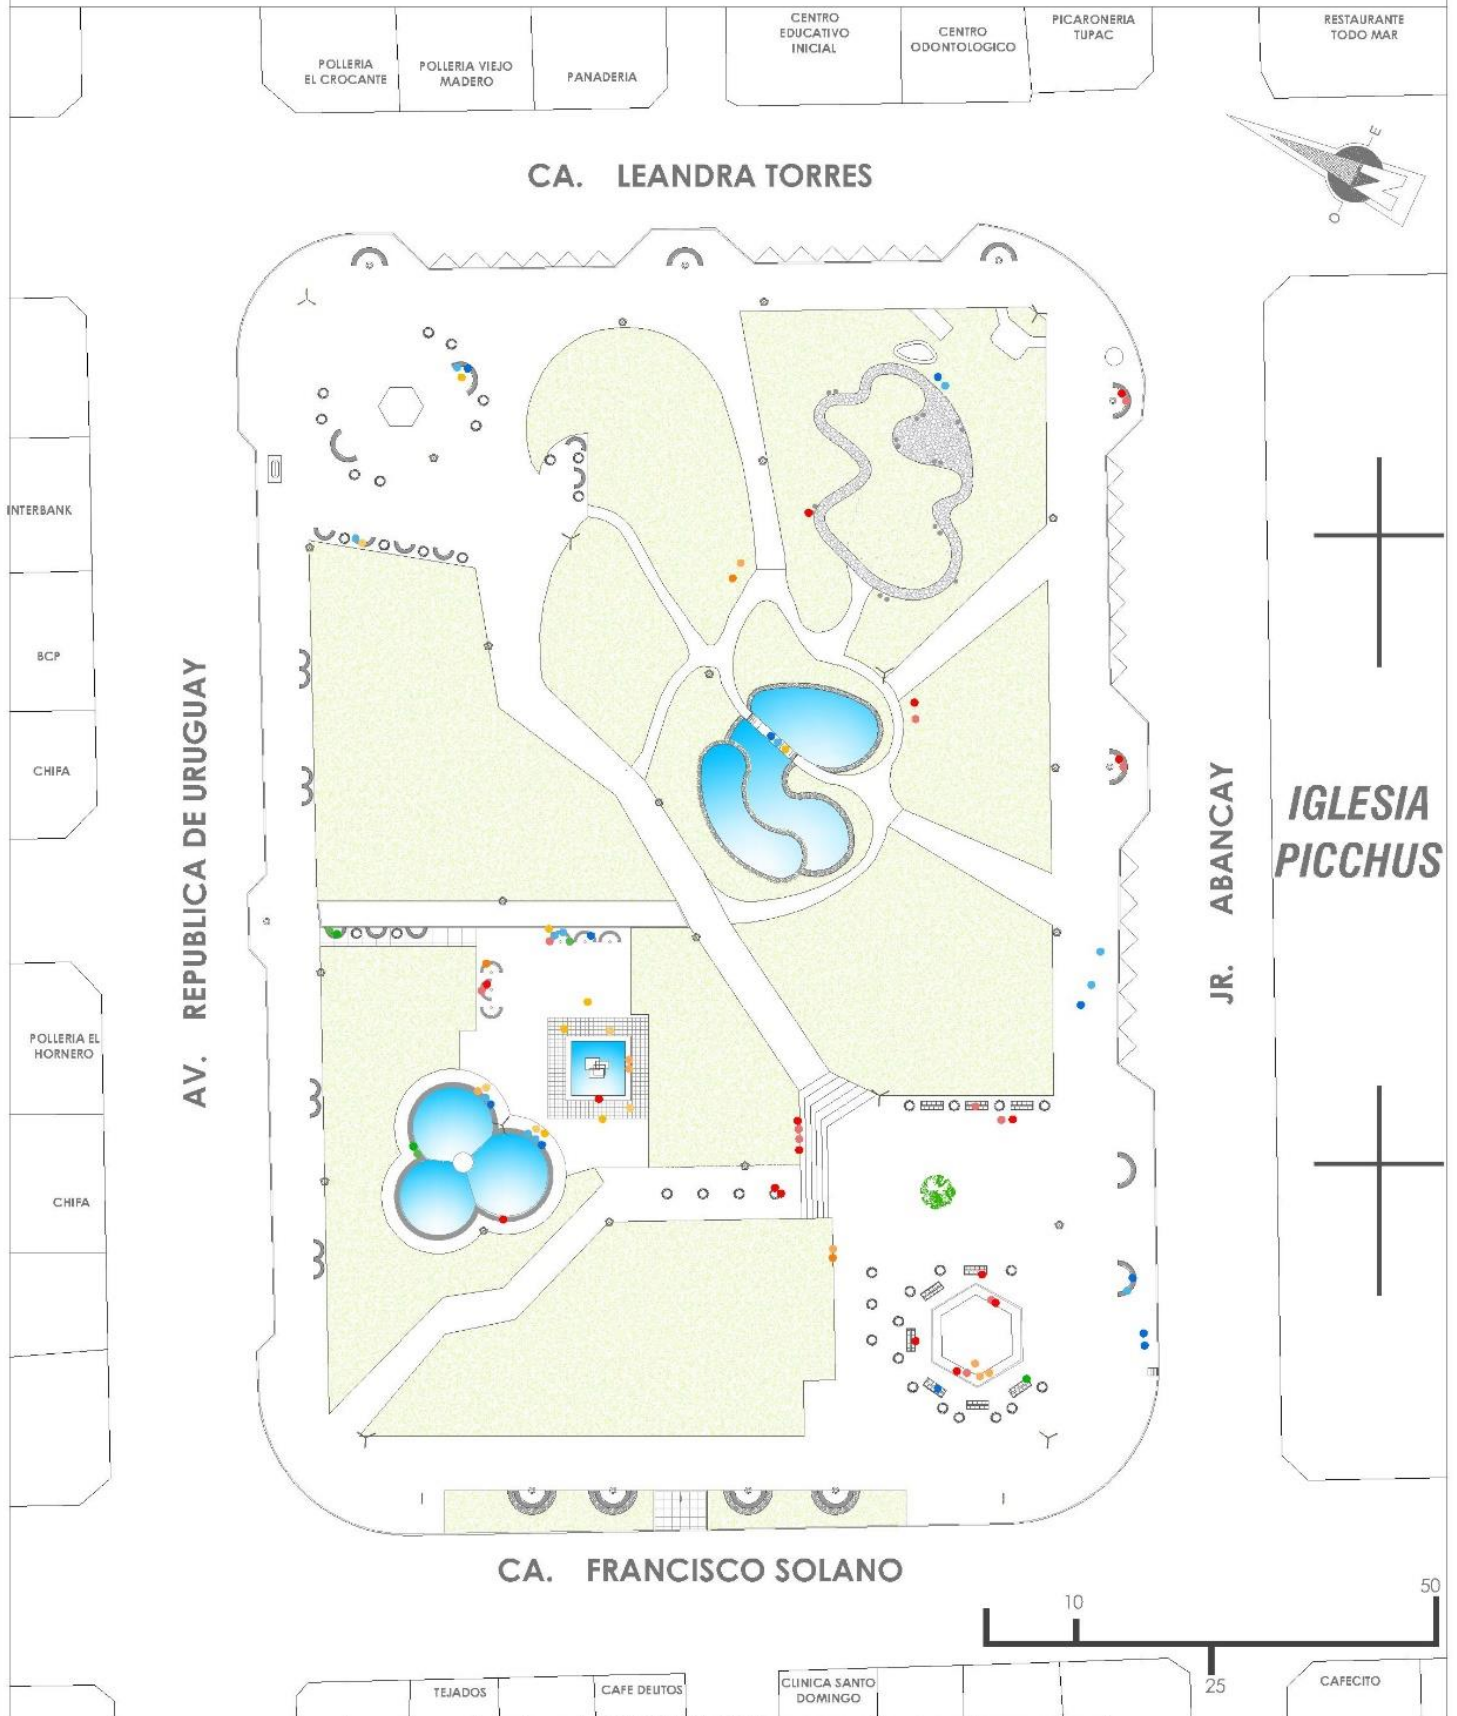 POLLERIA
EL CROCANTE
POLLERIA VIEJO
MADERO
PANADERIA
CENTRO
EDUCATIVO
INICIAL
CENTRO
ODONTOLOGICO
PICARONERIA
TUPAC
RESTAURANTE
TODO MAR
CA. LEANDRA TORRES
E
N
O
INTERBANK
BCP
CHIFA
AV. REPUBLICA DE URUGUAY
JR. ABANCAY
IGLESIA
PICCHUS
POLLERIA EL
HORNERO
CHIFA
CA. FRANCISCO SOLANO
10
50
25
TEJADOS
CAFE DELITOS
CLINICA SANTO
DOMINGO
CAFECITO